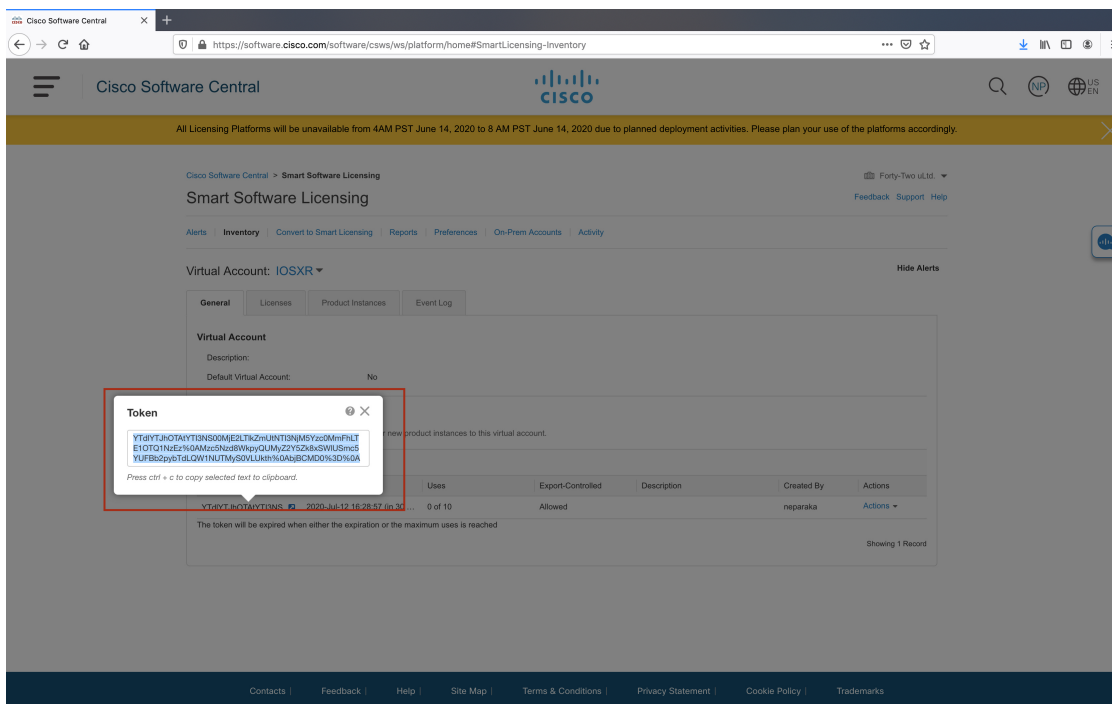 Cisco Software Central
https://software.cisco.com/software/csws/ws/platform/home#SmartLicensing-Inventory
Cisco Software Central
CISCO
NP
US
EN
All Licensing Platforms will be unavailable from 4AM PST June 14, 2020 to 8 AM PST June 14, 2020 due to planned deployment activities. Please plan your use of the platforms accordingly.
Cisco Software Central > Smart Software Licensing
Forty-Two uLtd.
Smart Software Licensing
Feedback Support Help
Alerts | Inventory | Convert to Smart Licensing | Reports | Preferences | On-Prem Accounts | Activity
Virtual Account: IOSXR
Hide Alerts
General Licenses Product Instances Event Log
Virtual Account
Description:
Default Virtual Account: No
Token
r new product instances to this virtual account.
YTdlYTJhOTAtYTI3NS00MjE2LTlkZmUtNTI3NjM5Yzc0MmFhLT
E1OTQ1NzEz%0AMzc5Nzd8WkpyQUMyZ2Y5Zk8xSWlUSmc5
YUFBb2pybTdLQW1NUTMyS0VLUkth%0AbjBCMD0%3D%0A
Press ctrl + c to copy selected text to clipboard.
Uses Export-Controlled Description Created By Actions
YTdlYTJhOTAtYTI3NS 2020-Jul-12 16:28:57 (in 30 ... 0 of 10 Allowed neparaka Actions
The token will be expired when either the expiration or the maximum uses is reached
Showing 1 Record
Contacts | Feedback | Help | Site Map | Terms & Conditions | Privacy Statement | Cookie Policy | Trademarks